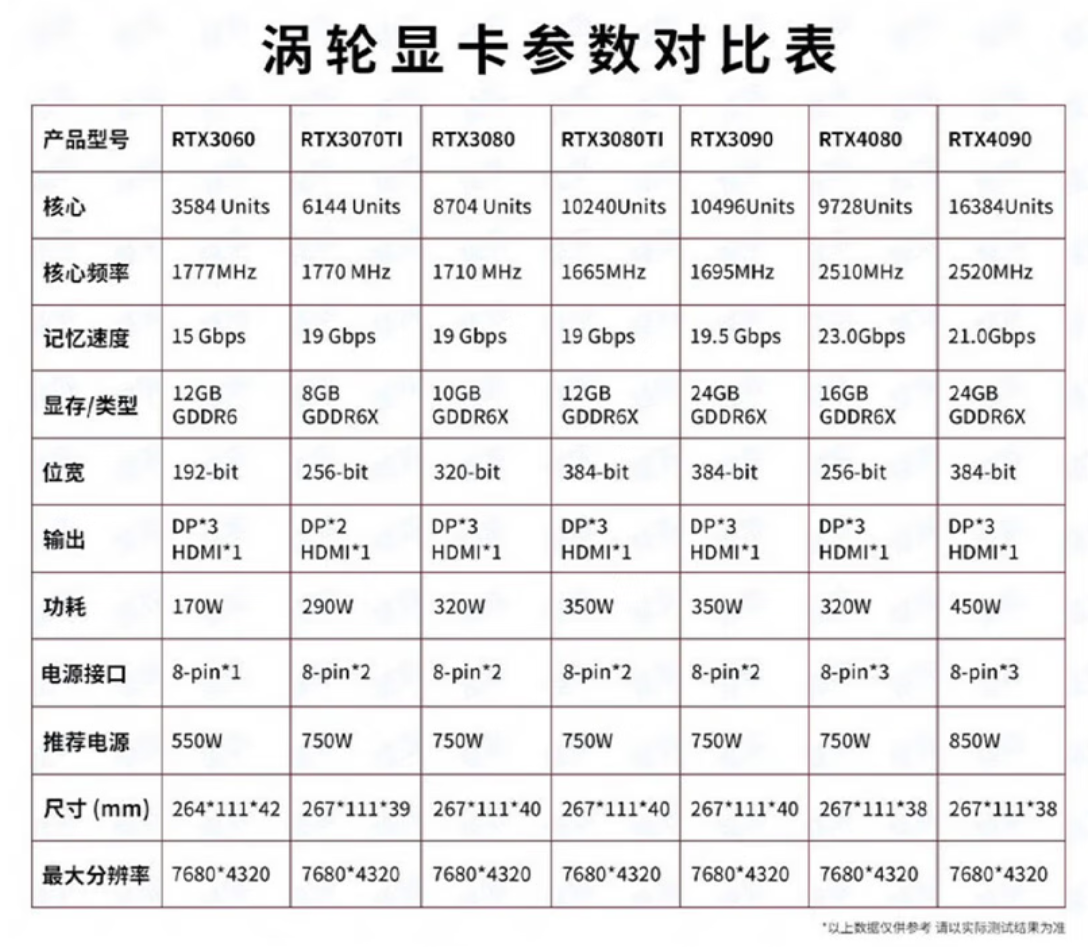 涡轮显卡参数对比表
产品型号 RTX3060 RTX3070TI RTX3080 RTX3080TI RTX3090 RTX4080 RTX4090
核心 3584 Units 6144 Units 8704 Units 10240Units 10496Units 9728Units 16384Units
核心频率 1777MHz 1770 MHz 1710 MHz 1665MHz 1695MHz 2510MHz 2520MHz
记忆速度 15 Gbps 19 Gbps 19 Gbps 19 Gbps 19.5 Gbps 23.0Gbps 21.0Gbps
显存/类型 12GB 8GB 10GB 12GB 24GB 16GB 24GB
GDDR6 GDDR6X GDDR6X GDDR6X GDDR6X GDDR6X GDDR6X
位宽 192-bit 256-bit 320-bit 384-bit 384-bit 256-bit 384-bit
输出 DP*3 DP*2 DP*3 DP*3 DP*3 DP*3 DP*3
HDMI*1 HDMI*1 HDMI*1 HDMI*1 HDMI*1 HDMI*1 HDMI*1
功耗 170W 290W 320W 350W 350W 320W 450W
电源接口 8-pin*1 8-pin*2 8-pin*2 8-pin*2 8-pin*2 8-pin*3 8-pin*3
推荐电源 550W 750W 750W 750W 750W 750W 850W
尺寸 (mm) 264*111*42 267*111*39 267*111*40 267*111*40 267*111*40 267*111*38 267*111*38
最大分辨率 7680*4320 7680*4320 7680*4320 7680*4320 7680*4320 7680*4320 7680*4320
*以上数据仅供参考 请以实际测试结果为准